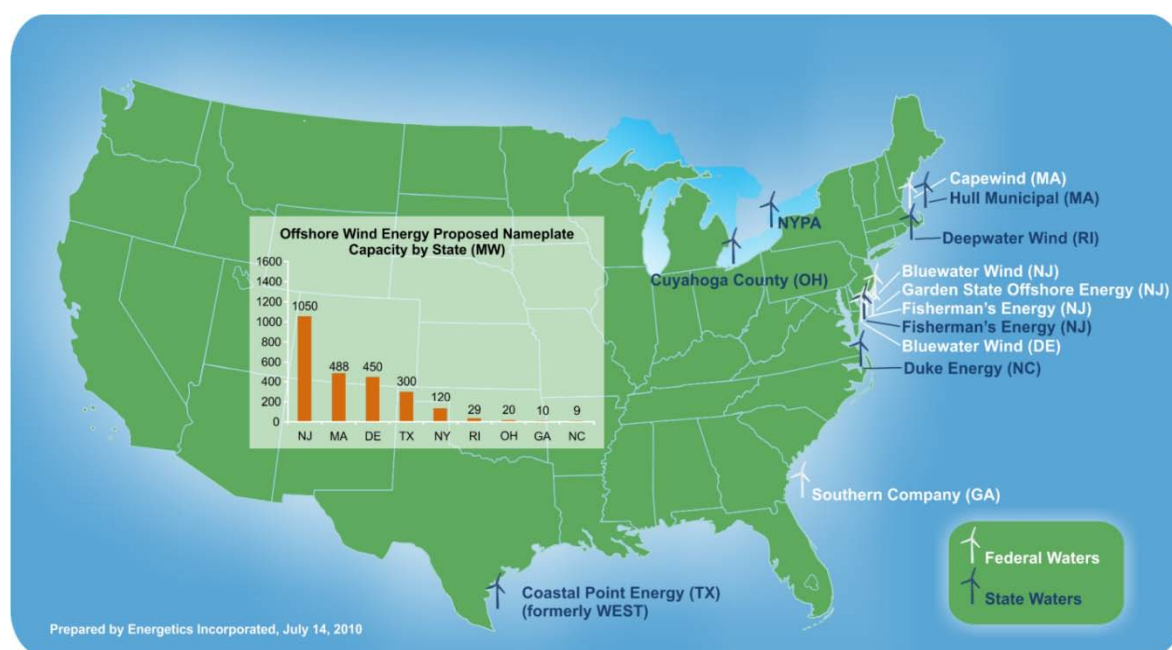 Capewind (MA)
Hull Municipal (MA)
NYPA
Deepwater Wind (RI)
Offshore Wind Energy Proposed Nameplate
Capacity by State (MW)
1600
1400
1200
1000
800
600
400
200
0
1050
488
450
300
120
29
20
10
9
NJ
MA
DE
TX
NY
RI
OH
GA
NC
Cuyahoga County (OH)
Bluewater Wind (NJ)
Garden State Offshore Energy (NJ)
Fisherman's Energy (NJ)
Fisherman's Energy (NJ)
Bluewater Wind (DE)
Duke Energy (NC)
Southern Company (GA)
Federal Waters
State Waters
Coastal Point Energy (TX)
(formerly WEST)
Prepared by Energetics Incorporated, July 14, 2010